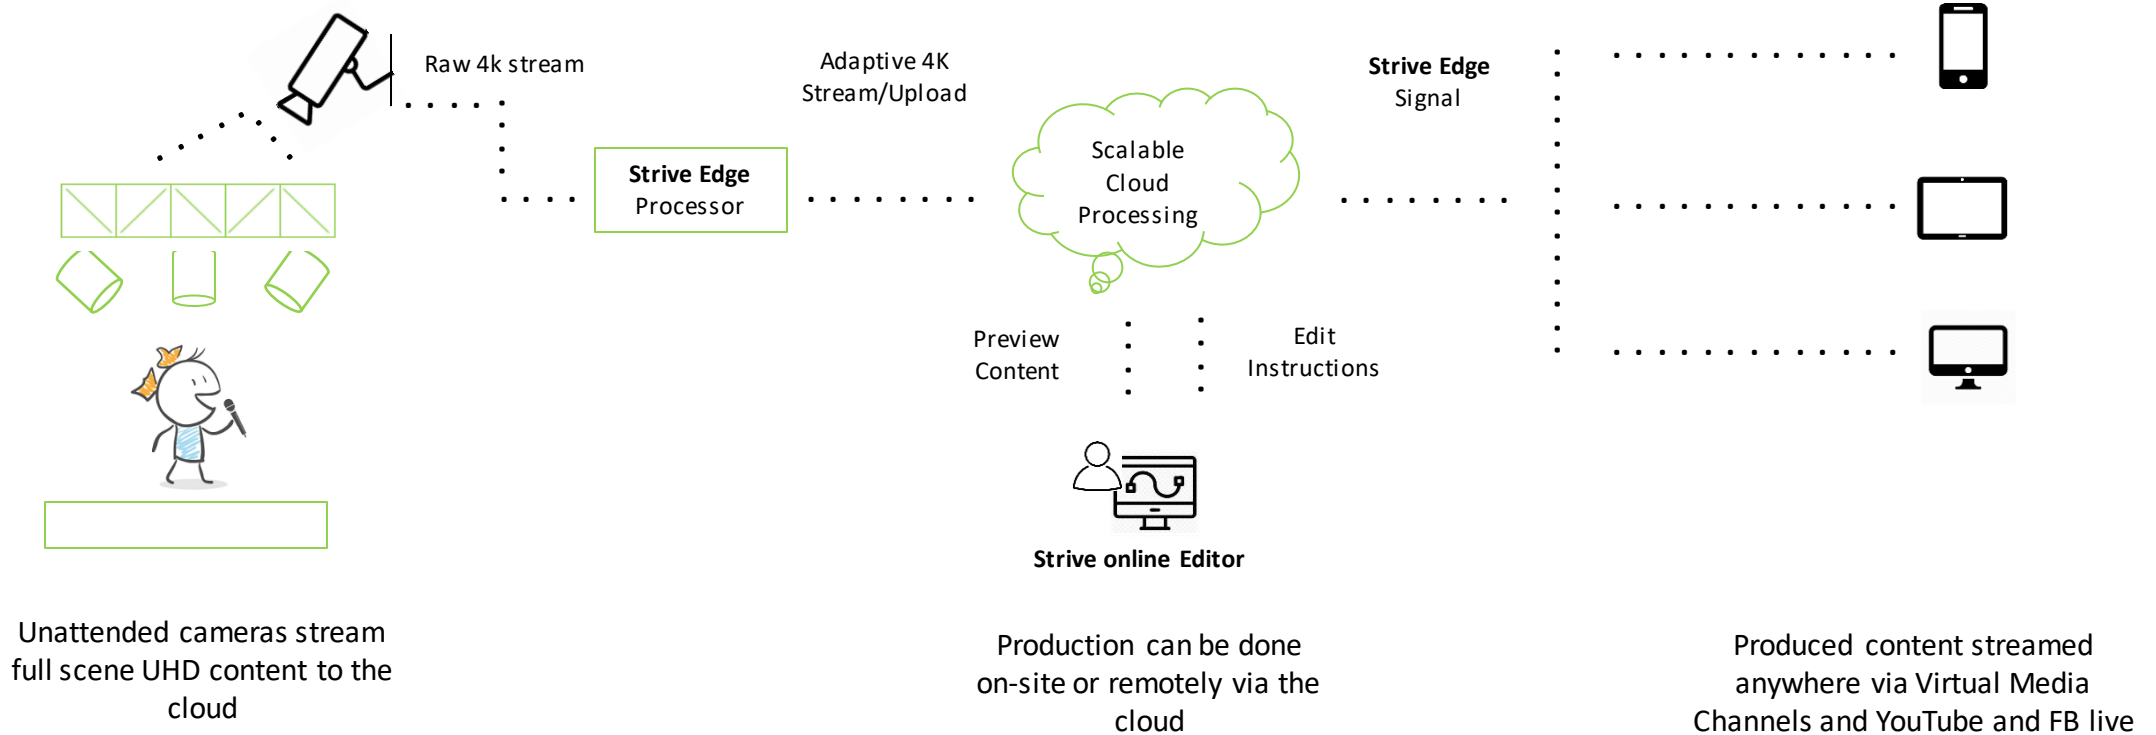 Raw 4k stream
Adaptive 4K
Stream/Upload
Strive Edge
Signal
Strive Edge
Processor
Scalable
Cloud
Processing
Preview
Content
Edit
Instructions
Strive online Editor
Unattended cameras stream
full scene UHD content to the
cloud
Production can be done
on-site or remotely via the
cloud
Produced content streamed
anywhere via Virtual Media
Channels and YouTube and FB live